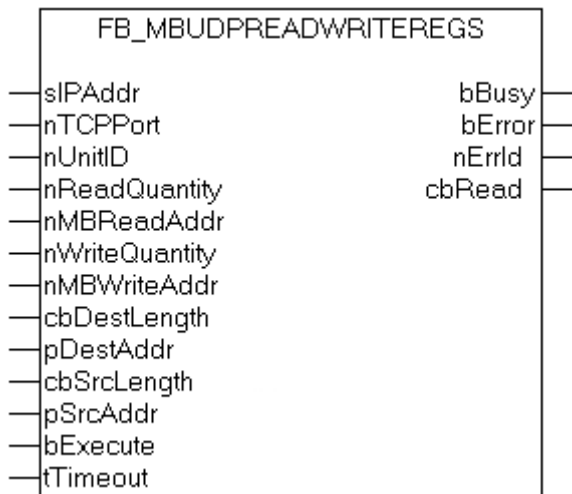 FB_MBUDPREADWRITEREGS
sIPAddr bBusy
nTCPPort bError
nUnitID nErrId
nReadQuantity cbRead
nMBReadAddr
nWriteQuantity
nMBWriteAddr
cbDestLength
pDestAddr
cbSrcLength
pSrcAddr
bExecute
tTimeout